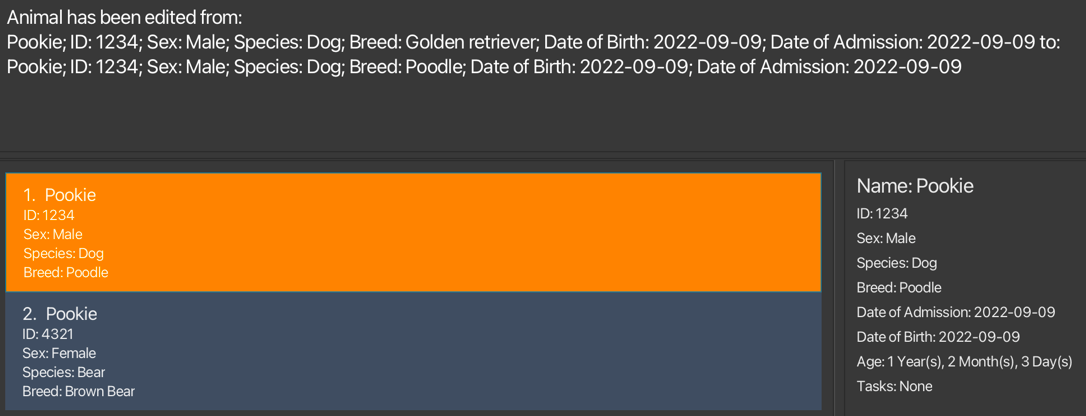 Animal has been edited from:
Pookie; ID: 1234; Sex: Male; Species: Dog; Breed: Golden retriever; Date of Birth: 2022-09-09; Date of Admission: 2022-09-09 to:
Pookie; ID: 1234; Sex: Male; Species: Dog; Breed: Poodle; Date of Birth: 2022-09-09; Date of Admission: 2022-09-09
1. Pookie
ID: 1234
Sex: Male
Species: Dog
Breed: Poodle
2. Pookie
ID: 4321
Sex: Female
Species: Bear
Breed: Brown Bear
Name: Pookie
ID: 1234
Sex: Male
Species: Dog
Breed: Poodle
Date of Admission: 2022-09-09
Date of Birth: 2022-09-09
Age: 1 Year(s), 2 Month(s), 3 Day(s)
Tasks: None